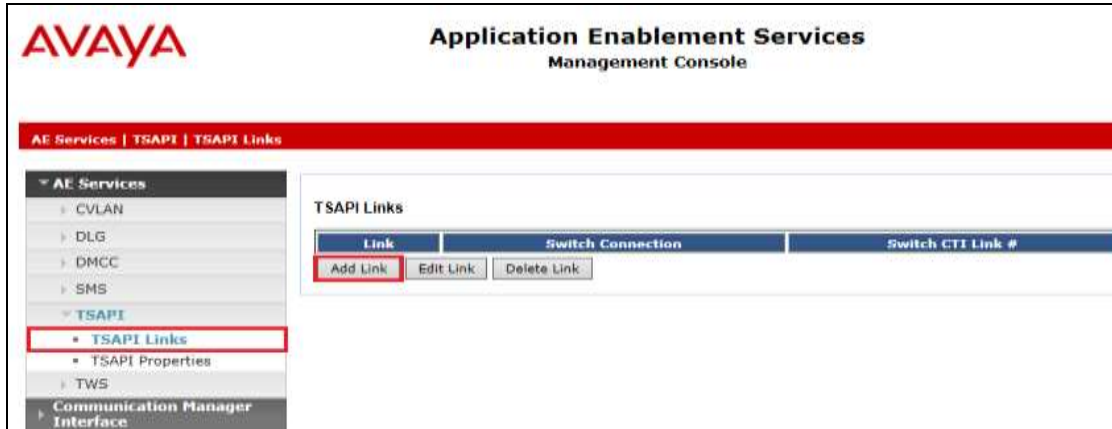 AVAYA
Application Enablement Services
Management Console
AE Services | TSAPI | TSAPI Links
AE Services
CVLAN
DLG
DMCC
SMS
TSAPI
TSAPI Links
TSAPI Properties
TWS
Communication Manager
Interface
TSAPI Links
Link Switch Connection Switch CTI Link #
Add Link Edit Link Delete Link